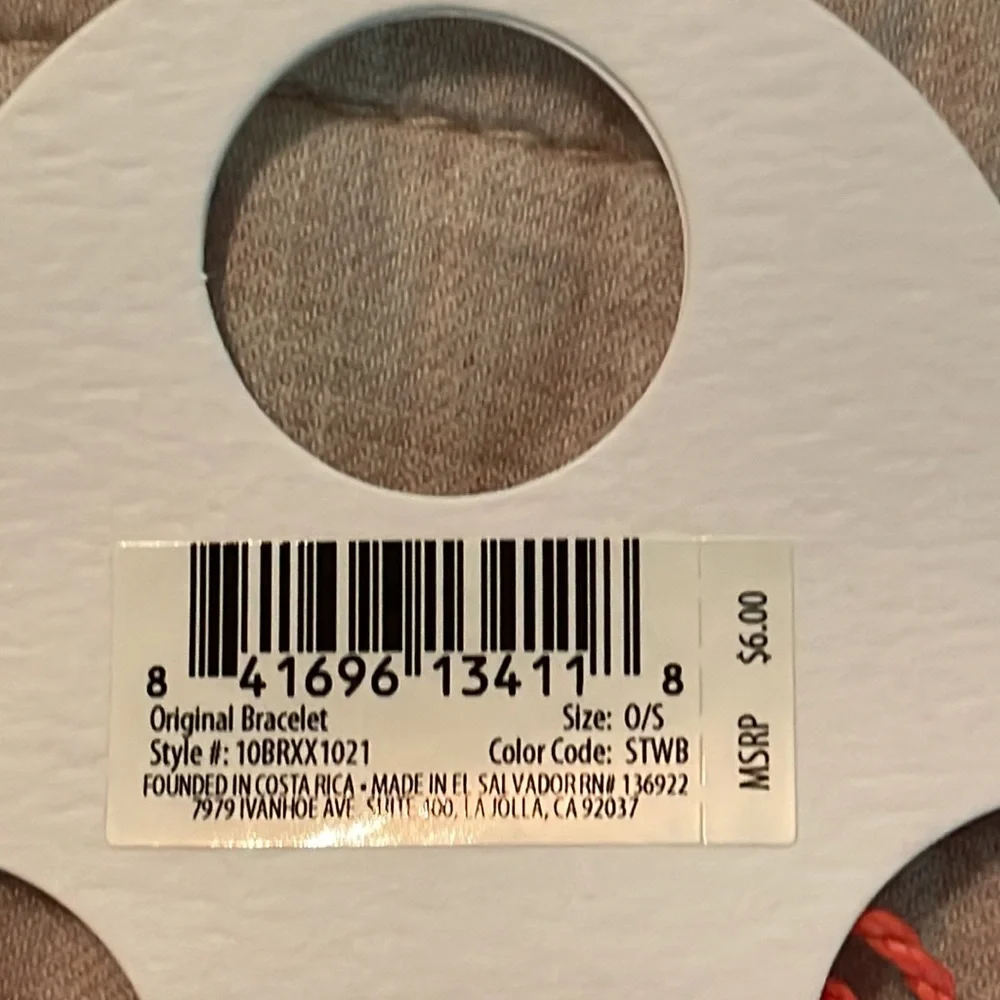 8 41696 13411 8
Original Bracelet Size: O/S
Style #: 10BRXX1021 Color Code: STWB
FOUNDED IN COSTA RICA • MADE IN EL SALVADOR RN# 136922
7979 IVANHOE AVE SUITE 400, LA JOLLA, CA 92037
MSRP $6.00